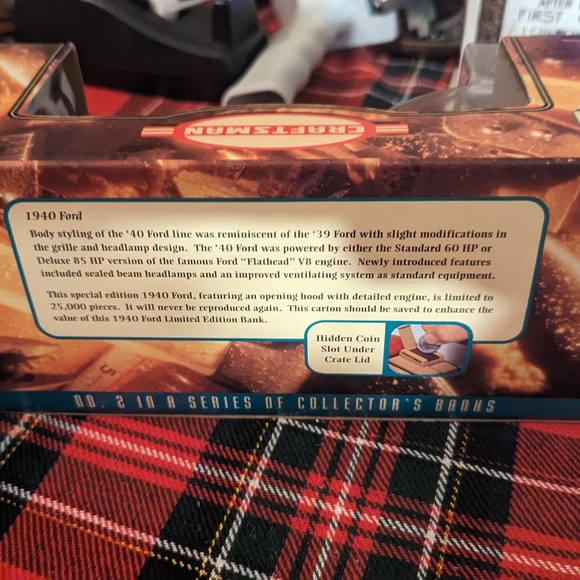 AFTER
FIRST
CRAFTSMAN
1940 Ford
Body styling of the '40 Ford line was reminiscent of the '39 Ford with slight modifications in
the grille and headlamp design. The '40 Ford was powered by either the Standard 60 HP or
Deluxe 85 HP version of the famous Ford "Flathead" V8 engine. Newly introduced features
included sealed beam headlamps and an improved ventilating system as standard equipment.
This special edition 1940 Ford, featuring an opening hood with detailed engine, is limited to
25,000 pieces. It will never be reproduced again. This carton should be saved to enhance the
value of this 1940 Ford Limited Edition Bank.
Hidden Coin
Slot Under
Crate Lid
NO. 2 IN A SERIES OF COLLECTOR'S BANKS